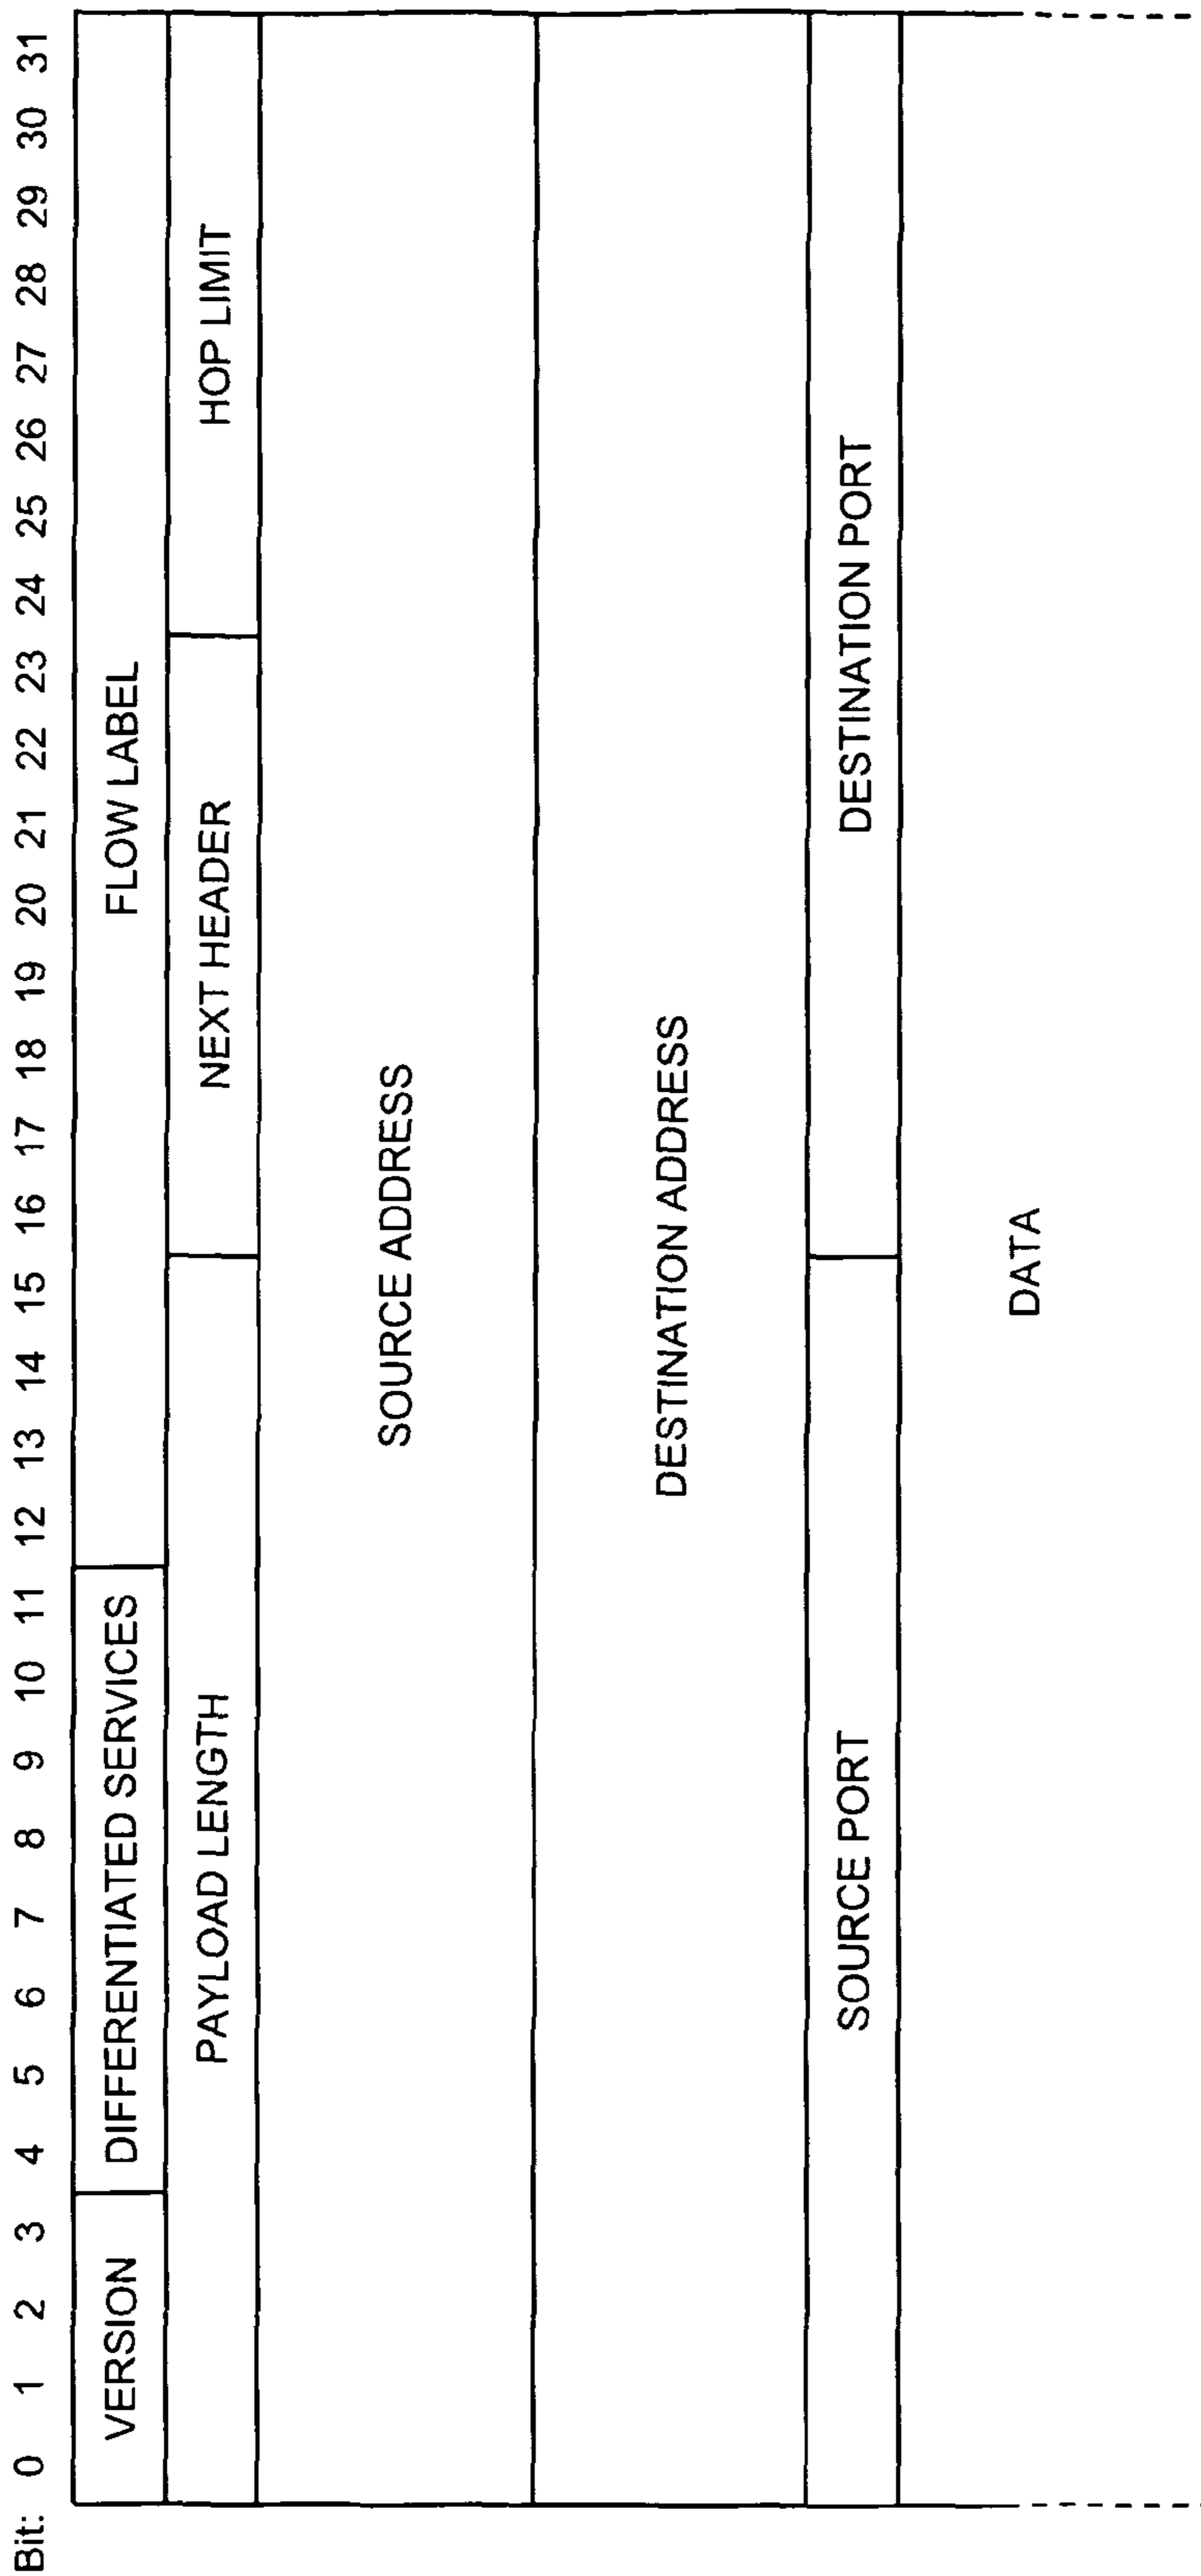 Bit: 0 1 2 3 4 5 6 7 8 9 10 11 12 13 14 15 16 17 18 19 20 21 22 23 24 25 26 27 28 29 30 31
VERSION DIFFERENTIATED SERVICES FLOW LABEL
PAYLOAD LENGTH NEXT HEADER HOP LIMIT
SOURCE ADDRESS
DESTINATION ADDRESS
SOURCE PORT DESTINATION PORT
DATA